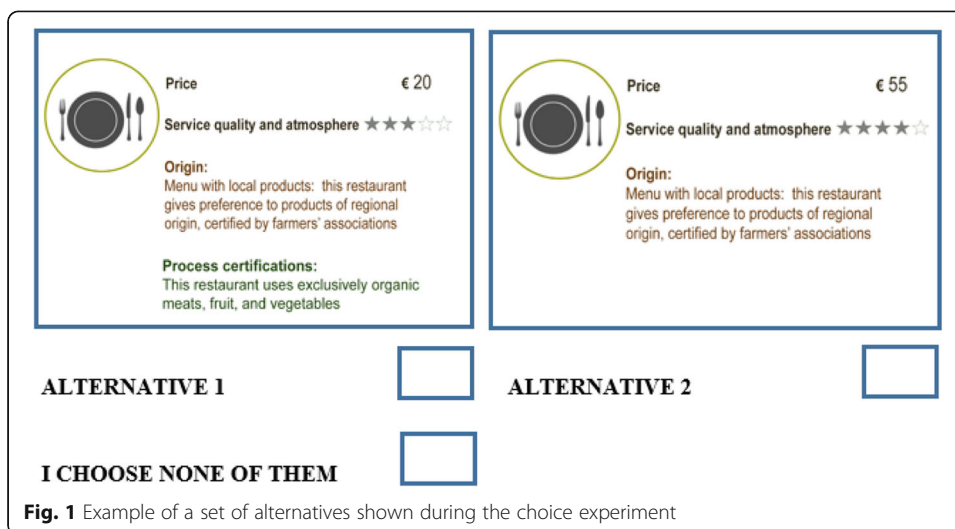 Price € 20
Service quality and atmosphere ★★★☆☆
Origin:
Menu with local products: this restaurant
gives preference to products of regional
origin, certified by farmers' associations
Process certifications:
This restaurant uses exclusively organic
meats, fruit, and vegetables
Price € 55
Service quality and atmosphere ★★★★☆
Origin:
Menu with local products: this restaurant
gives preference to products of regional
origin, certified by farmers' associations
ALTERNATIVE 1
ALTERNATIVE 2
I CHOOSE NONE OF THEM
Fig. 1 Example of a set of alternatives shown during the choice experiment